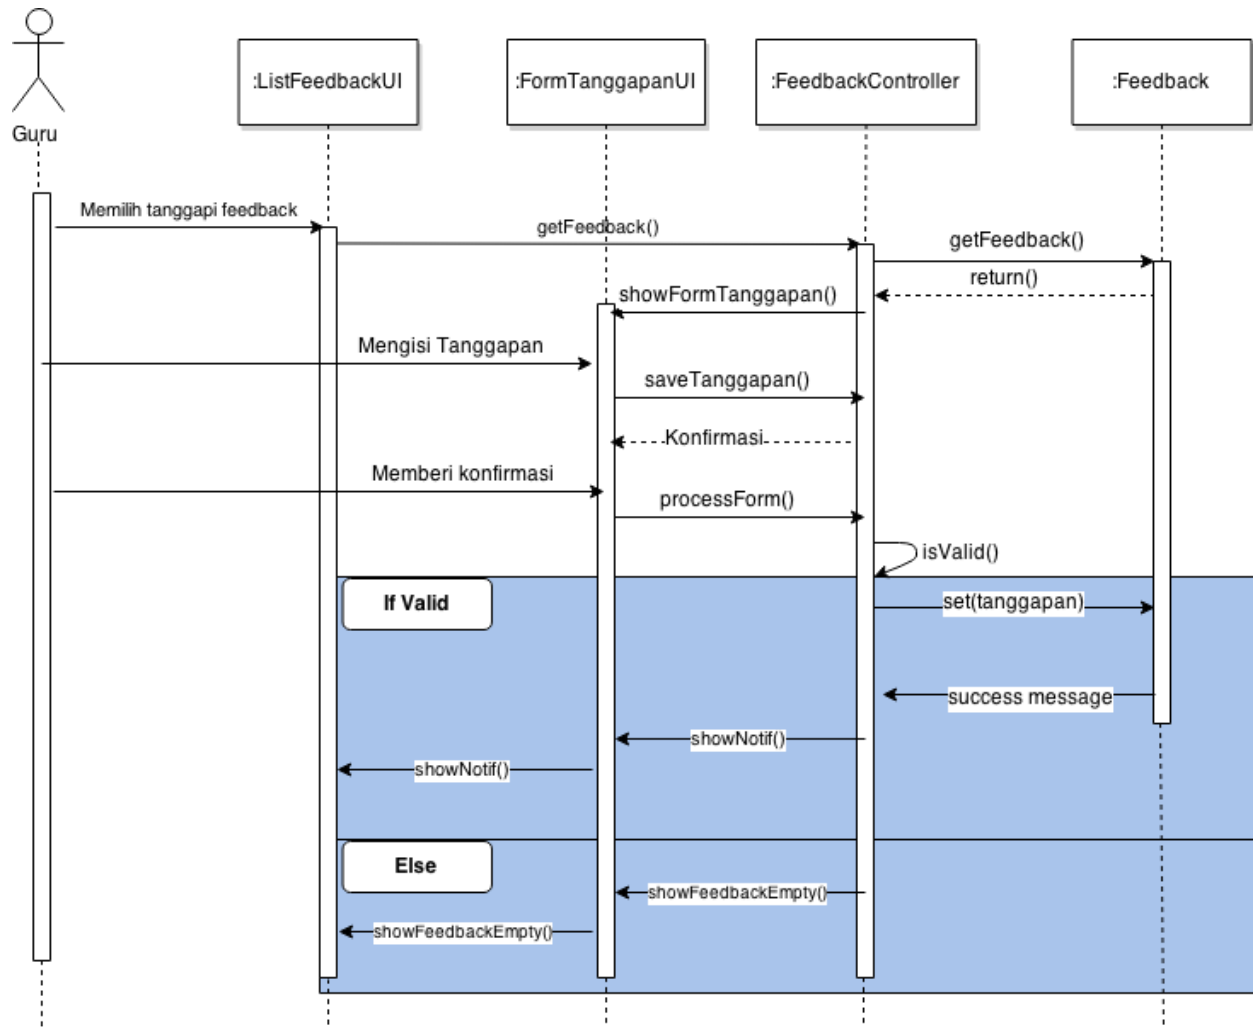 :ListFeedbackUI
:FormTanggapanUI
:FeedbackController
:Feedback
Guru
Memilih tanggapi feedback
getFeedback()
getFeedback()
return()
showFormTanggapan()
Mengisi Tanggapan
saveTanggapan()
Konfirmasi
Memberi konfirmasi
processForm()
isValid()
If Valid
set(tanggapan)
success message
showNotif()
showNotif()
Else
showFeedbackEmpty()
showFeedbackEmpty()